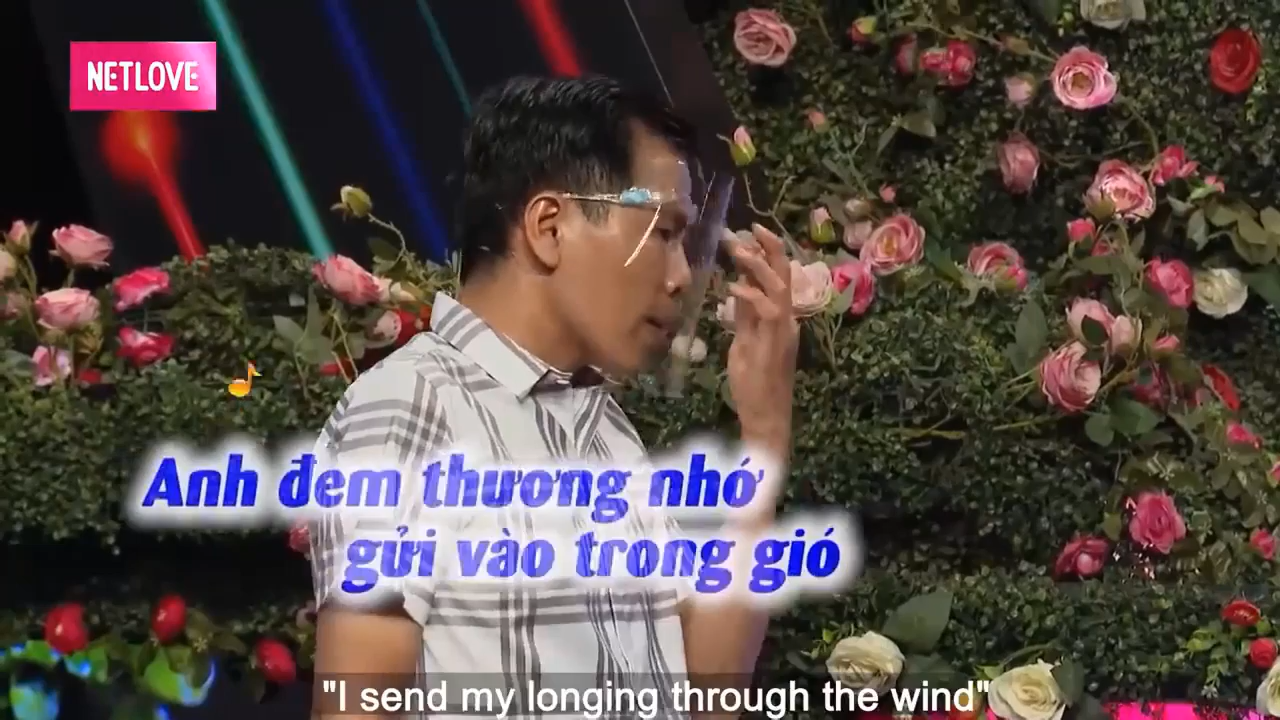 NETLOVE
Anh đem thương nhớ
gửi vào trong gió
"I send my longing through the wind"